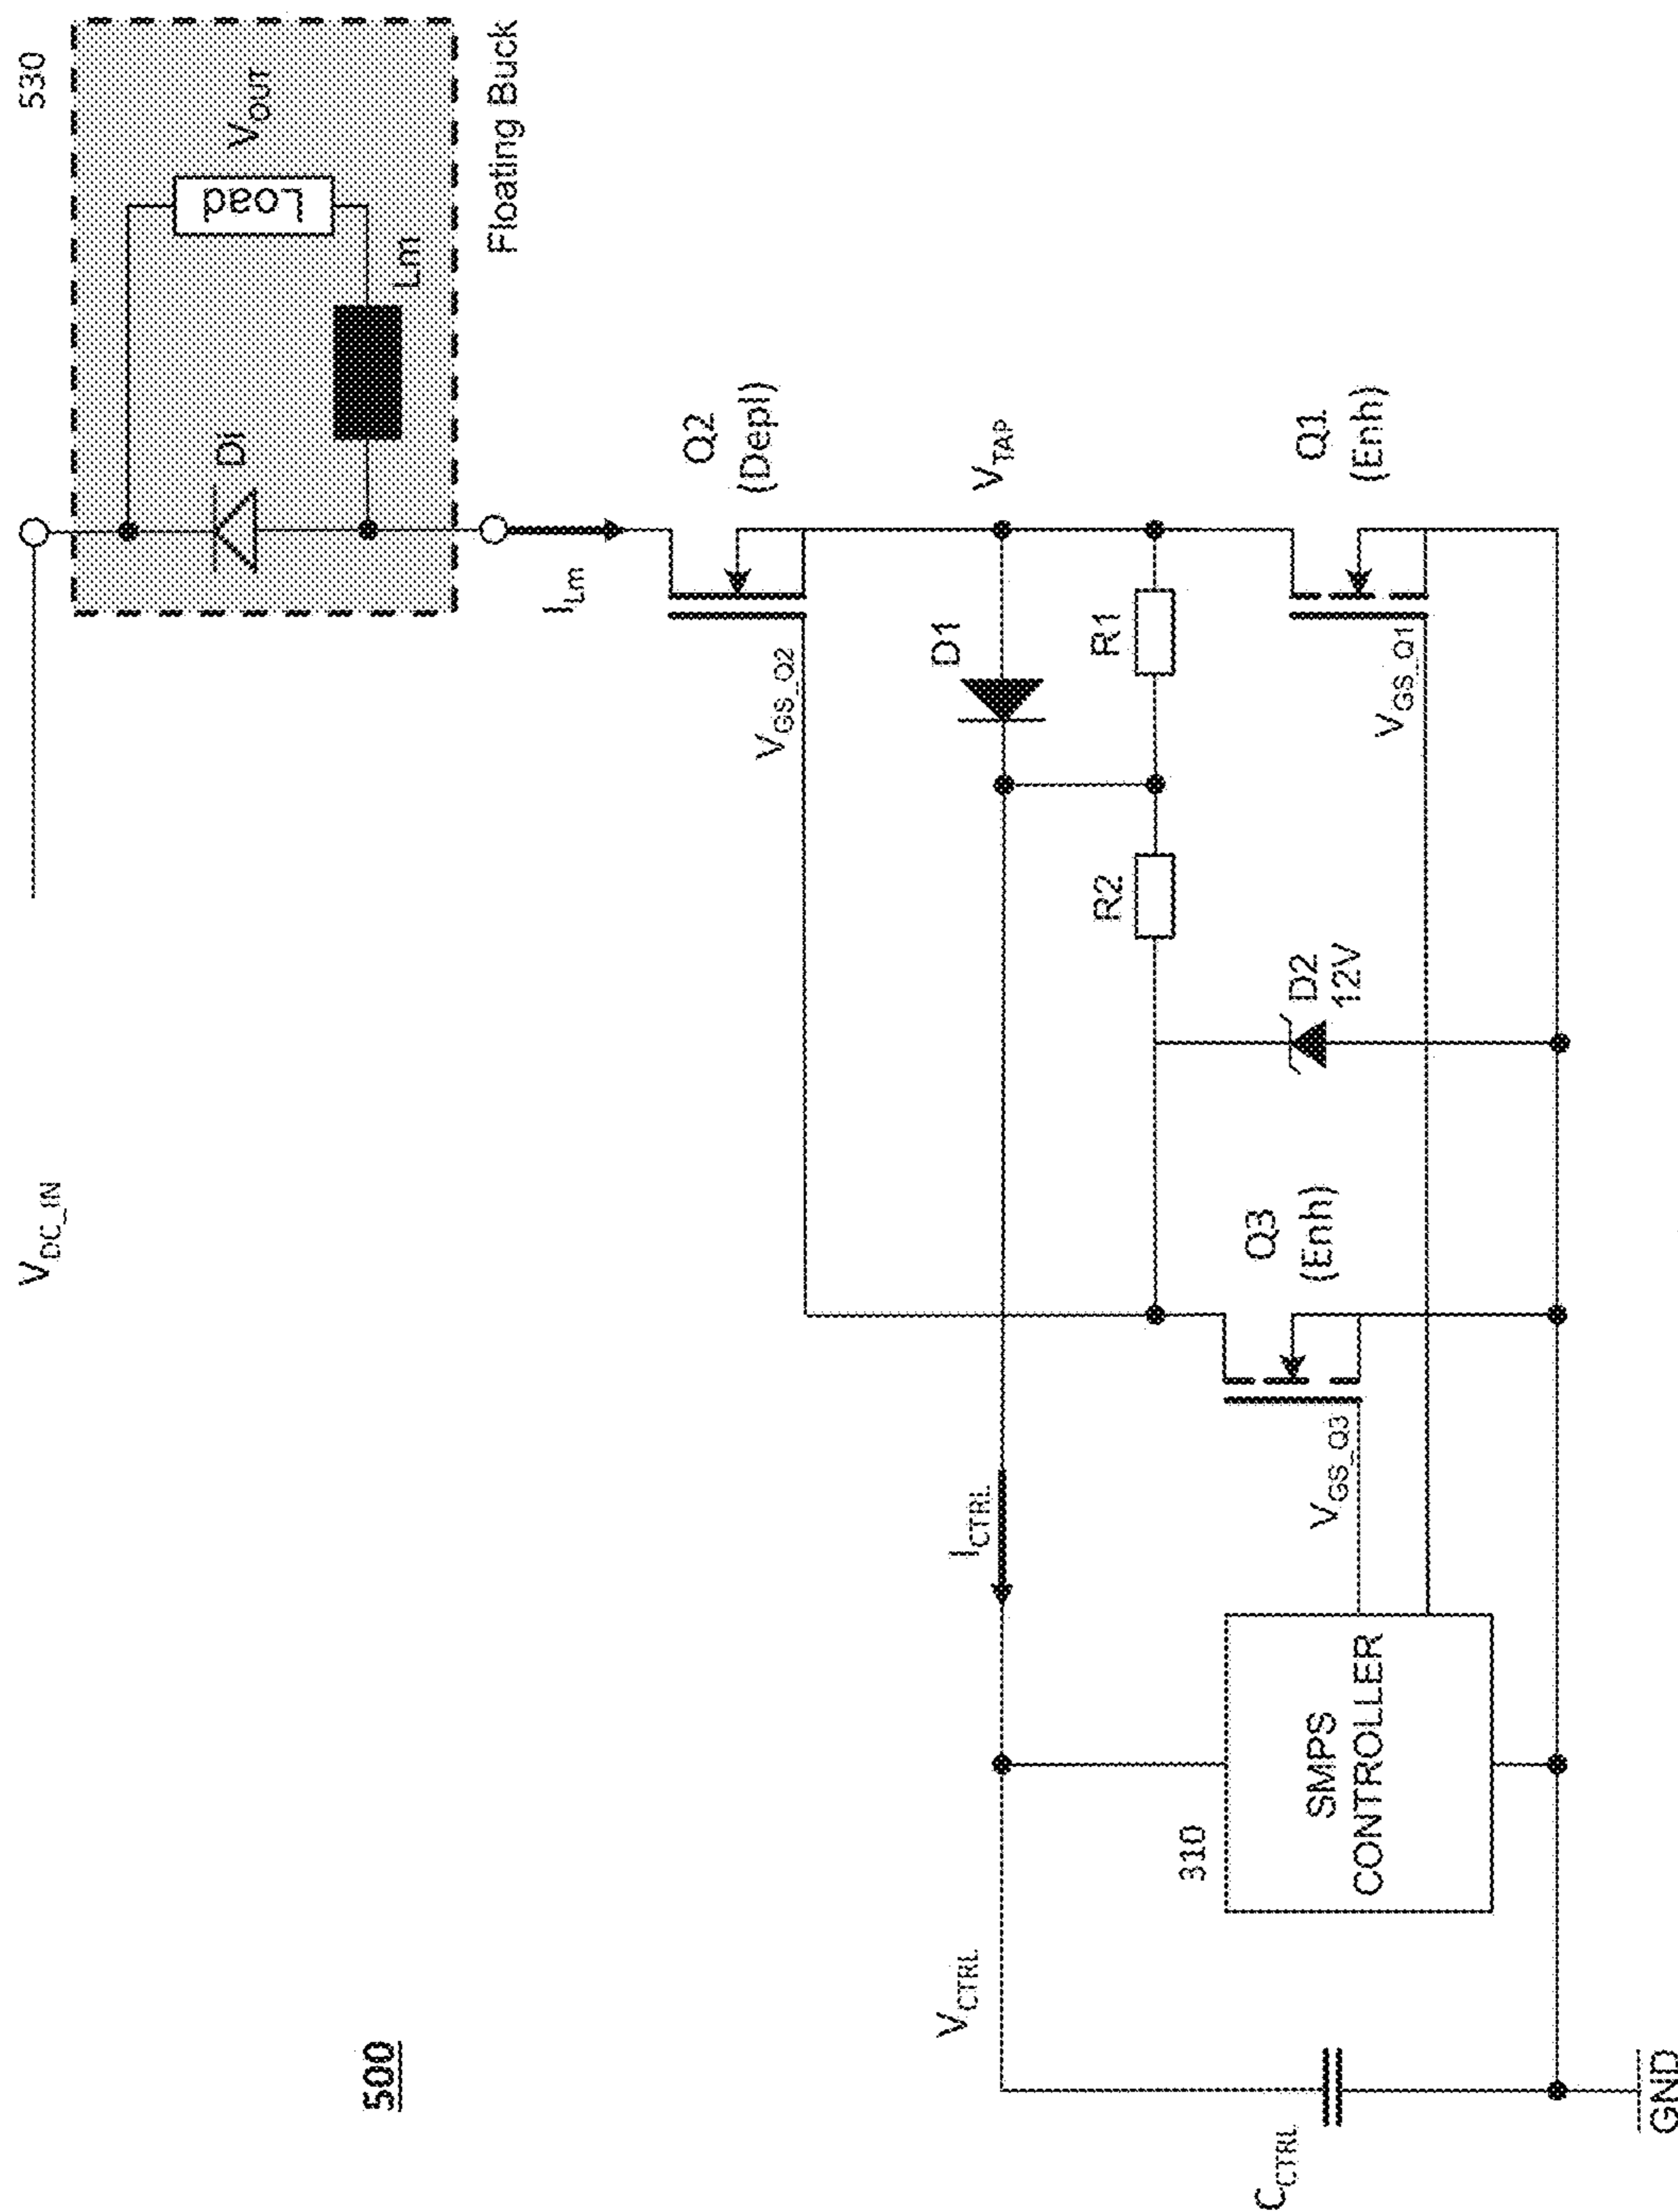 500
V_DC_IN
530
V_OUT
Load
DI
Lm
Floating Buck
I_Lm
Q2
(Depl)
V_GS_Q2
V_TAP
D1
R1
R2
Q1
(Enh)
V_GS_Q1
D2
12V
Q3
(Enh)
V_GS_Q3
I_CTRL
V_CTRL
310
SMPS
CONTROLLER
C_CTRL
GND